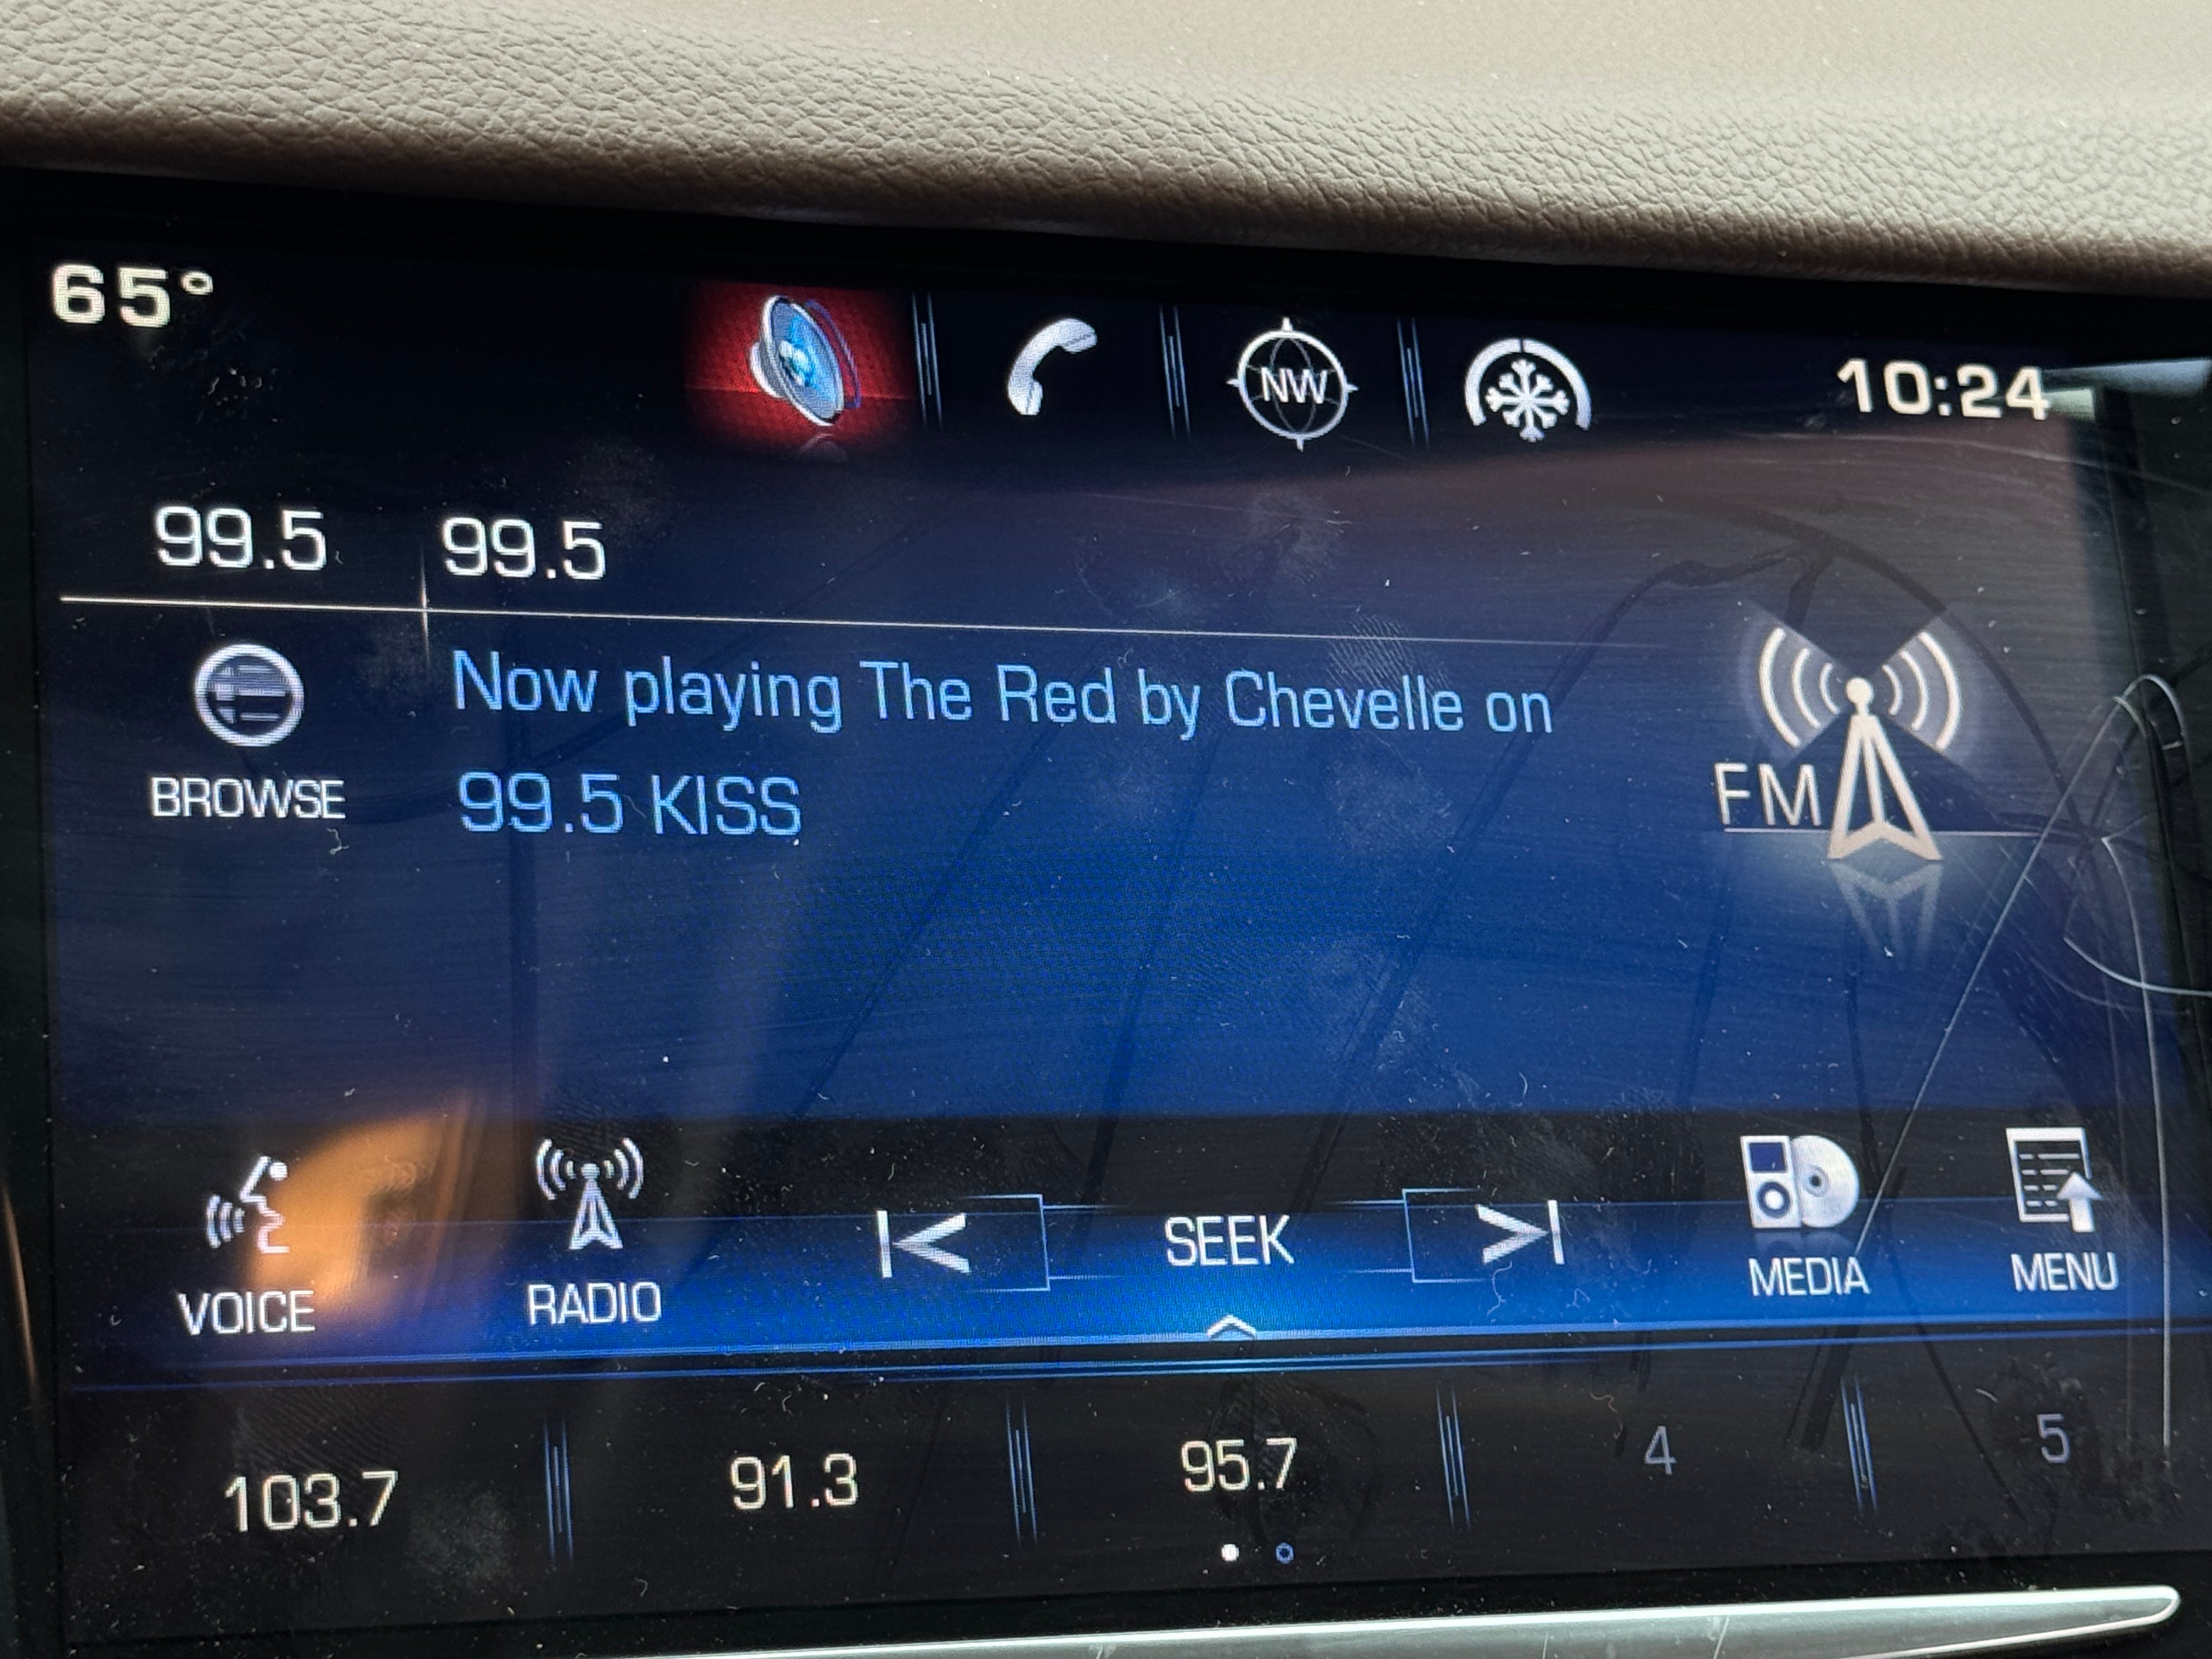 65°
NW
10:24
99.5
99.5
BROWSE
Now playing The Red by Chevelle on
99.5 KISS
FM
VOICE
RADIO
SEEK
MEDIA
MENU
103.7
91.3
95.7
4
5